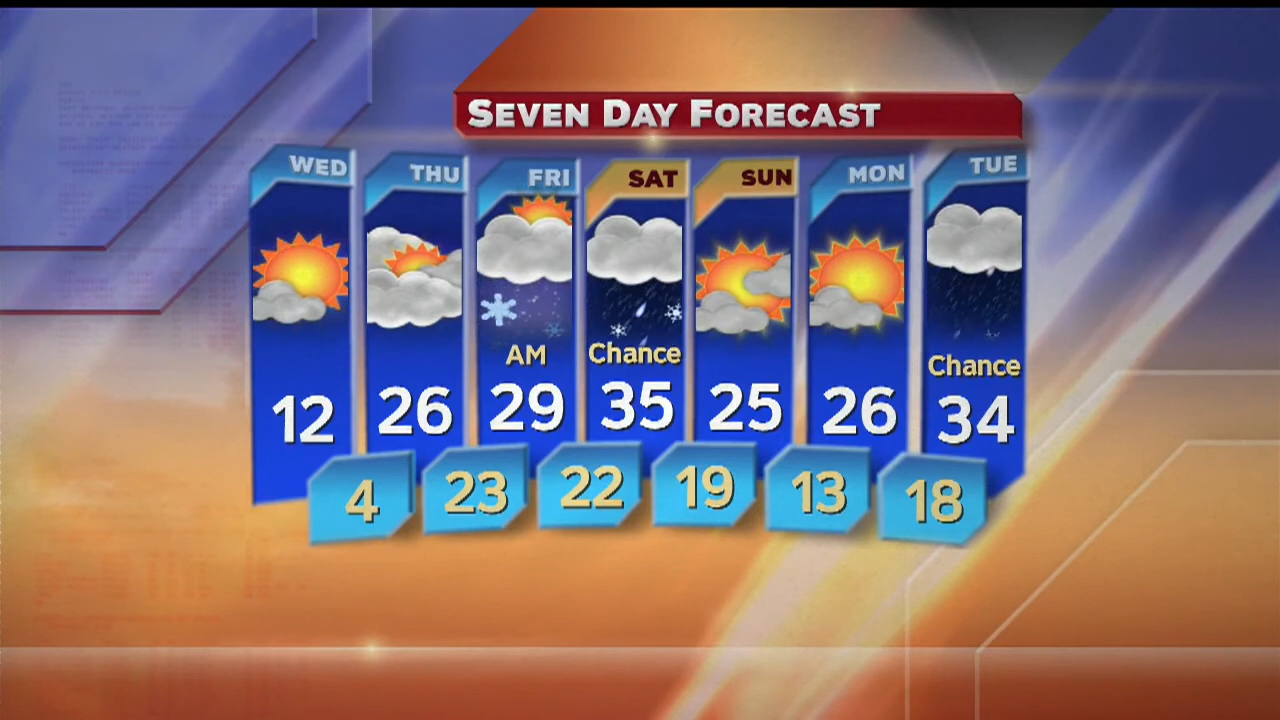 SEVEN DAY FORECAST
WED THU FRI SAT SUN MON TUE
AM Chance Chance
12 26 29 35 25 26 34
4 23 22 19 13 18